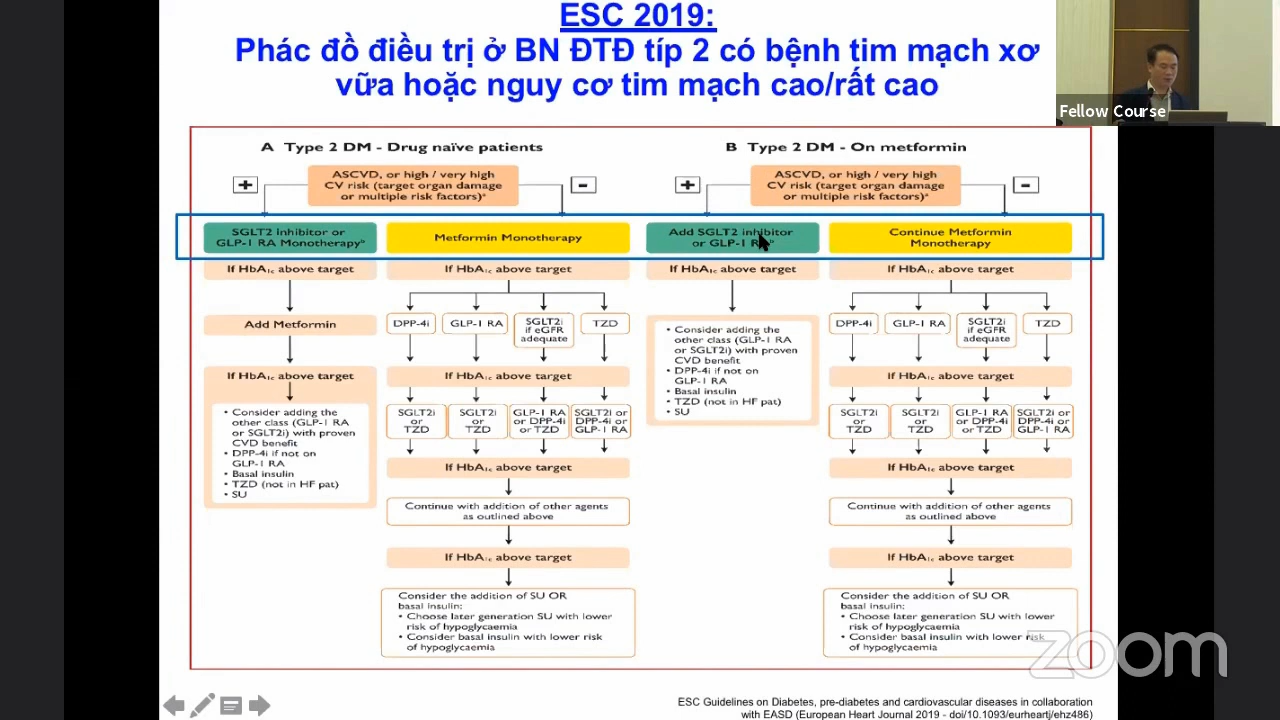 ESC 2019:
Phác đồ điều trị ở BN ĐTĐ típ 2 có bệnh tim mạch xơ
vữa hoặc nguy cơ tim mạch cao/rất cao
Fellow Course
A Type 2 DM - Drug naïve patients
+
ASCVD, or high / very high
CV risk (target organ damage
or multiple risk factors)ᵃ
-
SGLT2 inhibitor or
GLP-1 RA Monotherapyᵇ
Metformin Monotherapy
If HbA₁c above target
If HbA₁c above target
Add Metformin
DPP-4i
GLP-1 RA
SGLT2i
if eGFR
adequate
TZD
If HbA₁c above target
If HbA₁c above target
• Consider adding the
other class (GLP-1 RA
or SGLT2i) with proven
CVD benefit
• DPP-4i if not on
GLP-1 RA
• Basal insulin
• TZD (not in HF pat)
• SU
SGLT2i
or
TZD
SGLT2i
or
TZD
GLP-1 RA
or DPP-4i
or TZD
SGLT2i or
DPP-4i or
GLP-1 RA
If HbA₁c above target
Continue with addition of other agents
as outlined above
If HbA₁c above target
Consider the addition of SU OR
basal insulin:
• Choose later generation SU with lower
risk of hypoglycaemia
• Consider basal insulin with lower risk
of hypoglycaemia
B Type 2 DM - On metformin
+
ASCVD, or high / very high
CV risk (target organ damage
or multiple risk factors)ᵃ
-
Add SGLT2 inhibitor
or GLP-1
Continue Metformin
Monotherapy
If HbA₁c above target
If HbA₁c above target
• Consider adding the
other class (GLP-1 RA
or SGLT2i) with proven
CVD benefit
• DPP-4i if not on
GLP-1 RA
• Basal insulin
• TZD (not in HF pat)
• SU
DPP-4i
GLP-1 RA
SGLT2i
if eGFR
adequate
TZD
If HbA₁c above target
SGLT2i
or
TZD
SGLT2i
or
TZD
GLP-1 RA
or DPP-4i
or TZD
SGLT2i or
DPP-4i or
GLP-1 RA
If HbA₁c above target
Continue with addition of other agents
as outlined above
If HbA₁c above target
Consider the addition of SU OR
basal insulin:
• Choose later generation SU with lower
risk of hypoglycaemia
• Consider basal insulin with lower risk
of hypoglycaemia
zoom
ESC Guidelines on Diabetes, pre-diabetes and cardiovascular diseases in collaboration
with EASD (European Heart Journal 2019 - doi/10.1093/eurheartj/ehz486)